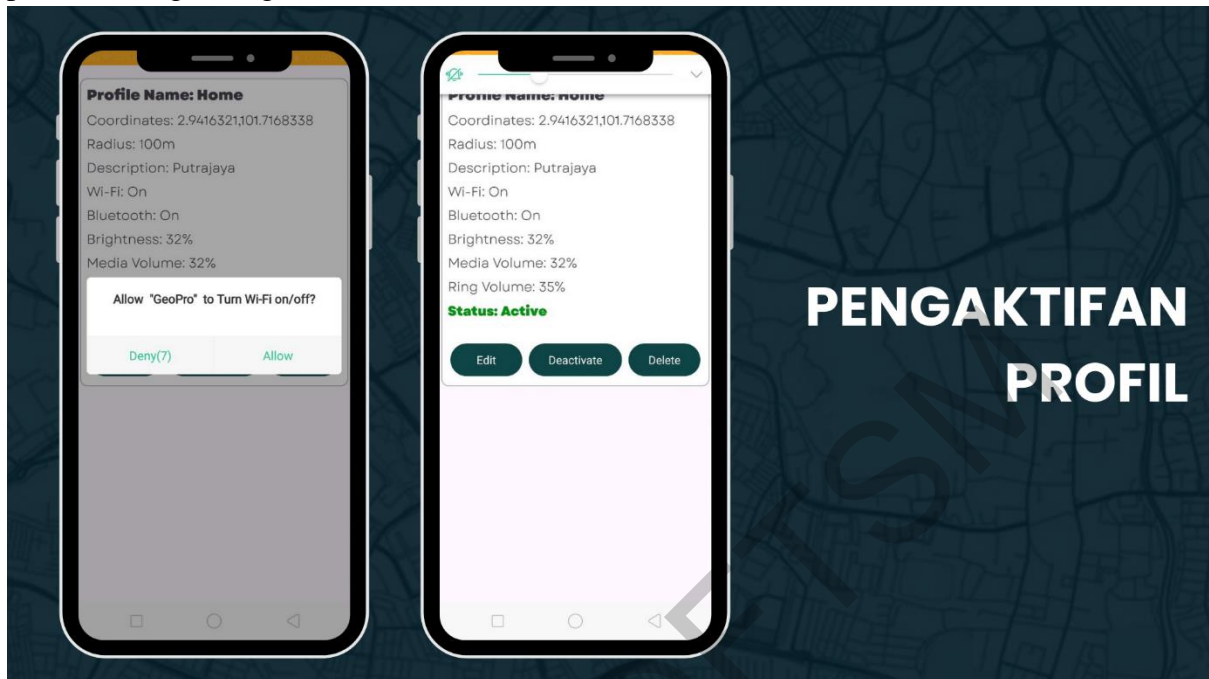 Profile Name: Home
Coordinates: 2.9416321,101.7168338
Radius: 100m
Description: Putrajaya
Wi-Fi: On
Bluetooth: On
Brightness: 32%
Media Volume: 32%
Allow "GeoPro" to Turn Wi-Fi on/off?
Deny(7) Allow
Profile Name: Home
Coordinates: 2.9416321,101.7168338
Radius: 100m
Description: Putrajaya
Wi-Fi: On
Bluetooth: On
Brightness: 32%
Media Volume: 32%
Ring Volume: 35%
Status: Active
Edit Deactivate Delete
PENGAKTIFAN
PROFIL